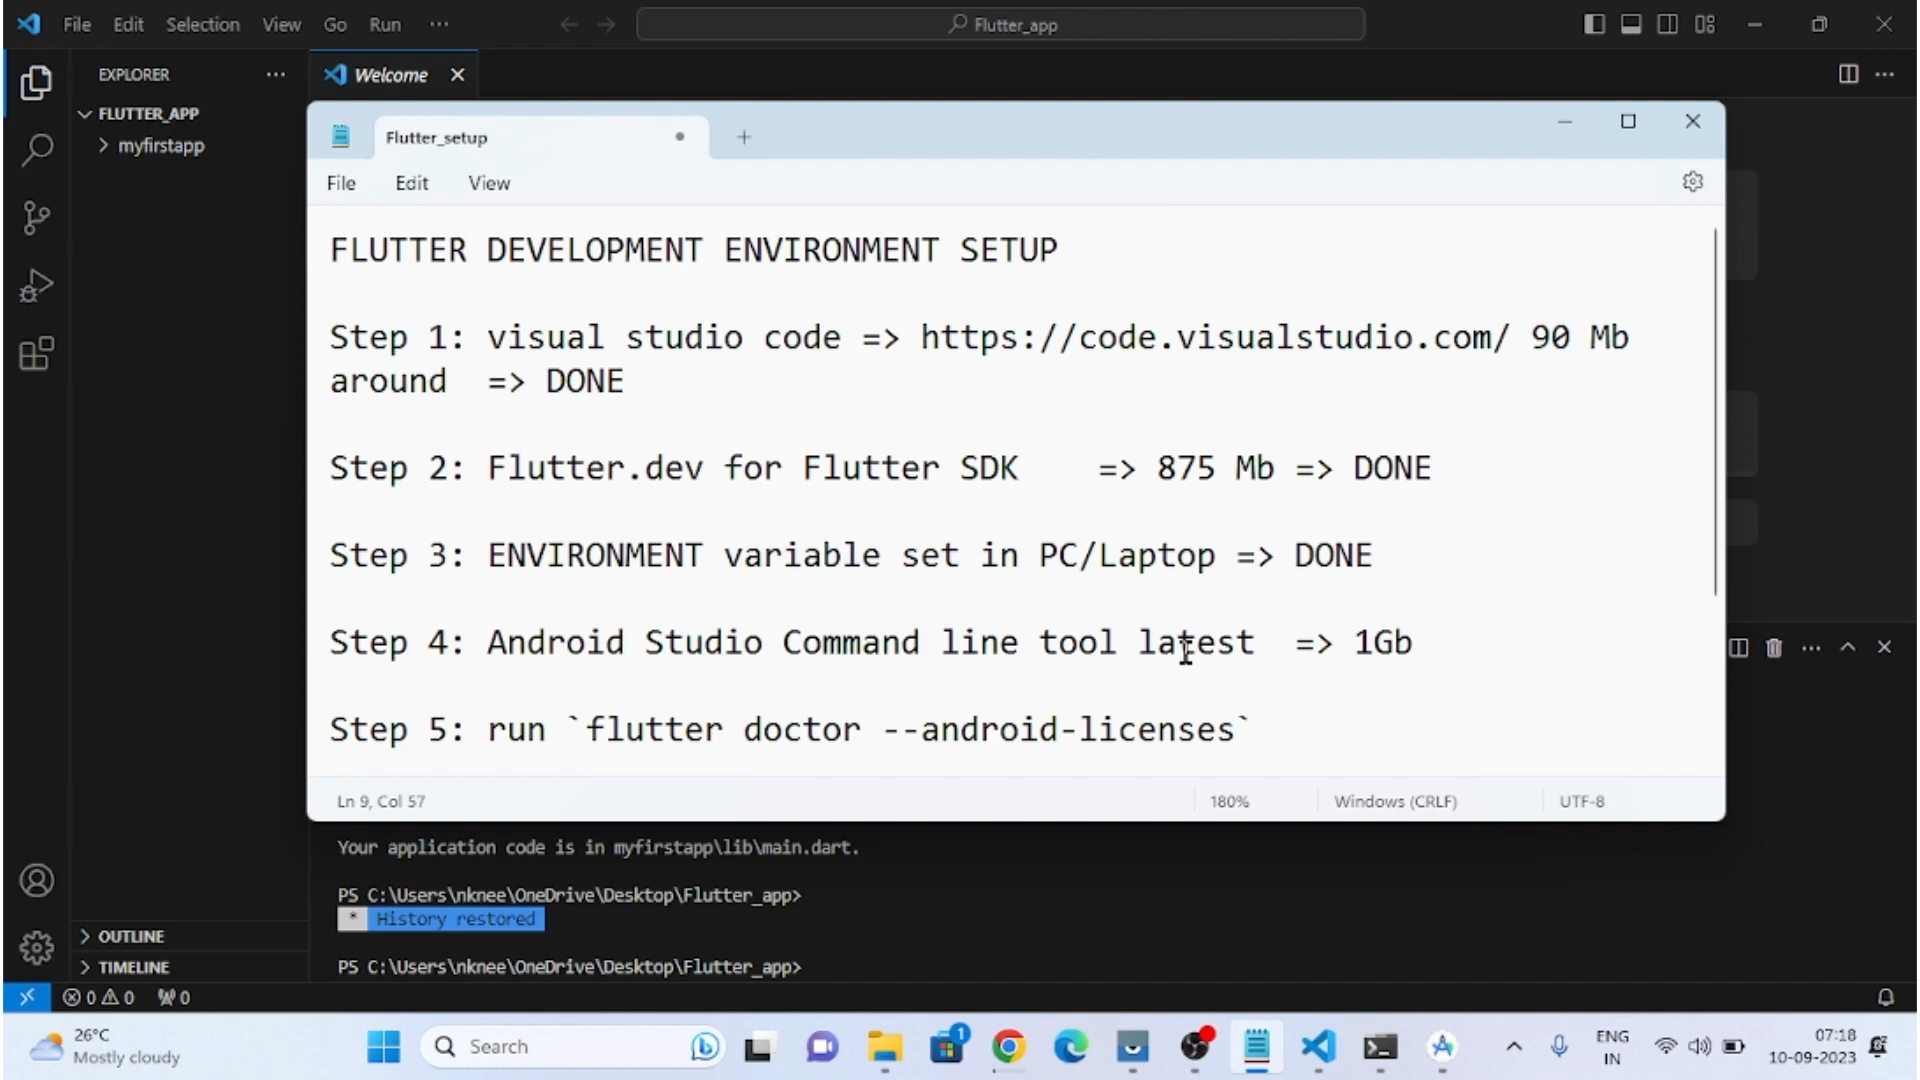 File Edit Selection View Go Run ···
Flutter_app
EXPLORER ···
Welcome
FLUTTER_APP
myfirstapp
Flutter_setup
File Edit View
FLUTTER DEVELOPMENT ENVIRONMENT SETUP
Step 1: visual studio code => https://code.visualstudio.com/ 90 Mb
around => DONE
Step 2: Flutter.dev for Flutter SDK => 875 Mb => DONE
Step 3: ENVIRONMENT variable set in PC/Laptop => DONE
Step 4: Android Studio Command line tool latest => 1Gb
Step 5: run `flutter doctor --android-licenses`
Ln 9, Col 57 180% Windows (CRLF) UTF-8
Your application code is in myfirstapp\lib\main.dart.
PS C:\Users\nknee\OneDrive\Desktop\Flutter_app>
* History restored
PS C:\Users\nknee\OneDrive\Desktop\Flutter_app>
OUTLINE
TIMELINE
0 0 0
26°C
Mostly cloudy
Search
1
ENG
IN
07:18
10-09-2023